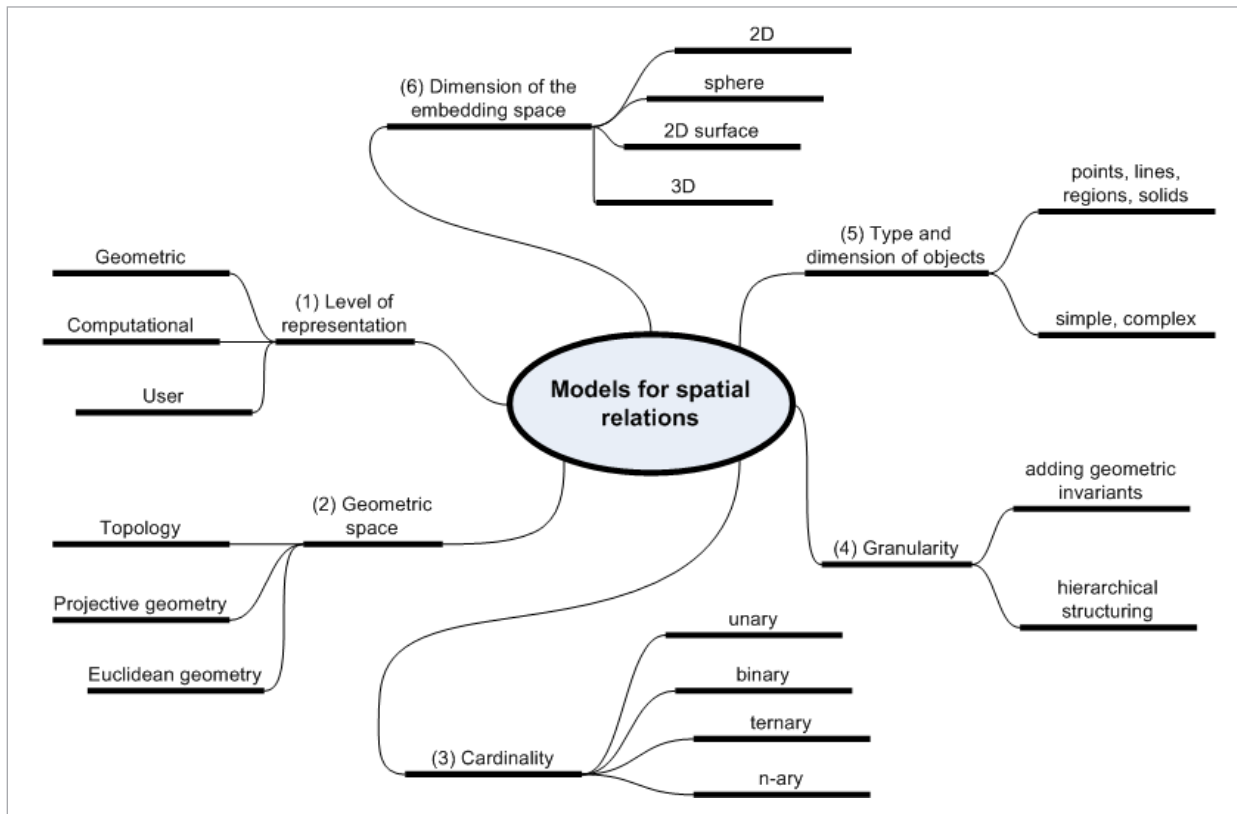 2D
(6) Dimension of the
embedding space
sphere
2D surface
3D
points, lines,
regions, solids
(5) Type and
dimension of objects
simple, complex
Geometric
(1) Level of
representation
Computational
User
Models for spatial
relations
adding geometric
invariants
(4) Granularity
hierarchical
structuring
(2) Geometric
space
Topology
Projective geometry
Euclidean geometry
unary
binary
ternary
(3) Cardinality
n-ary